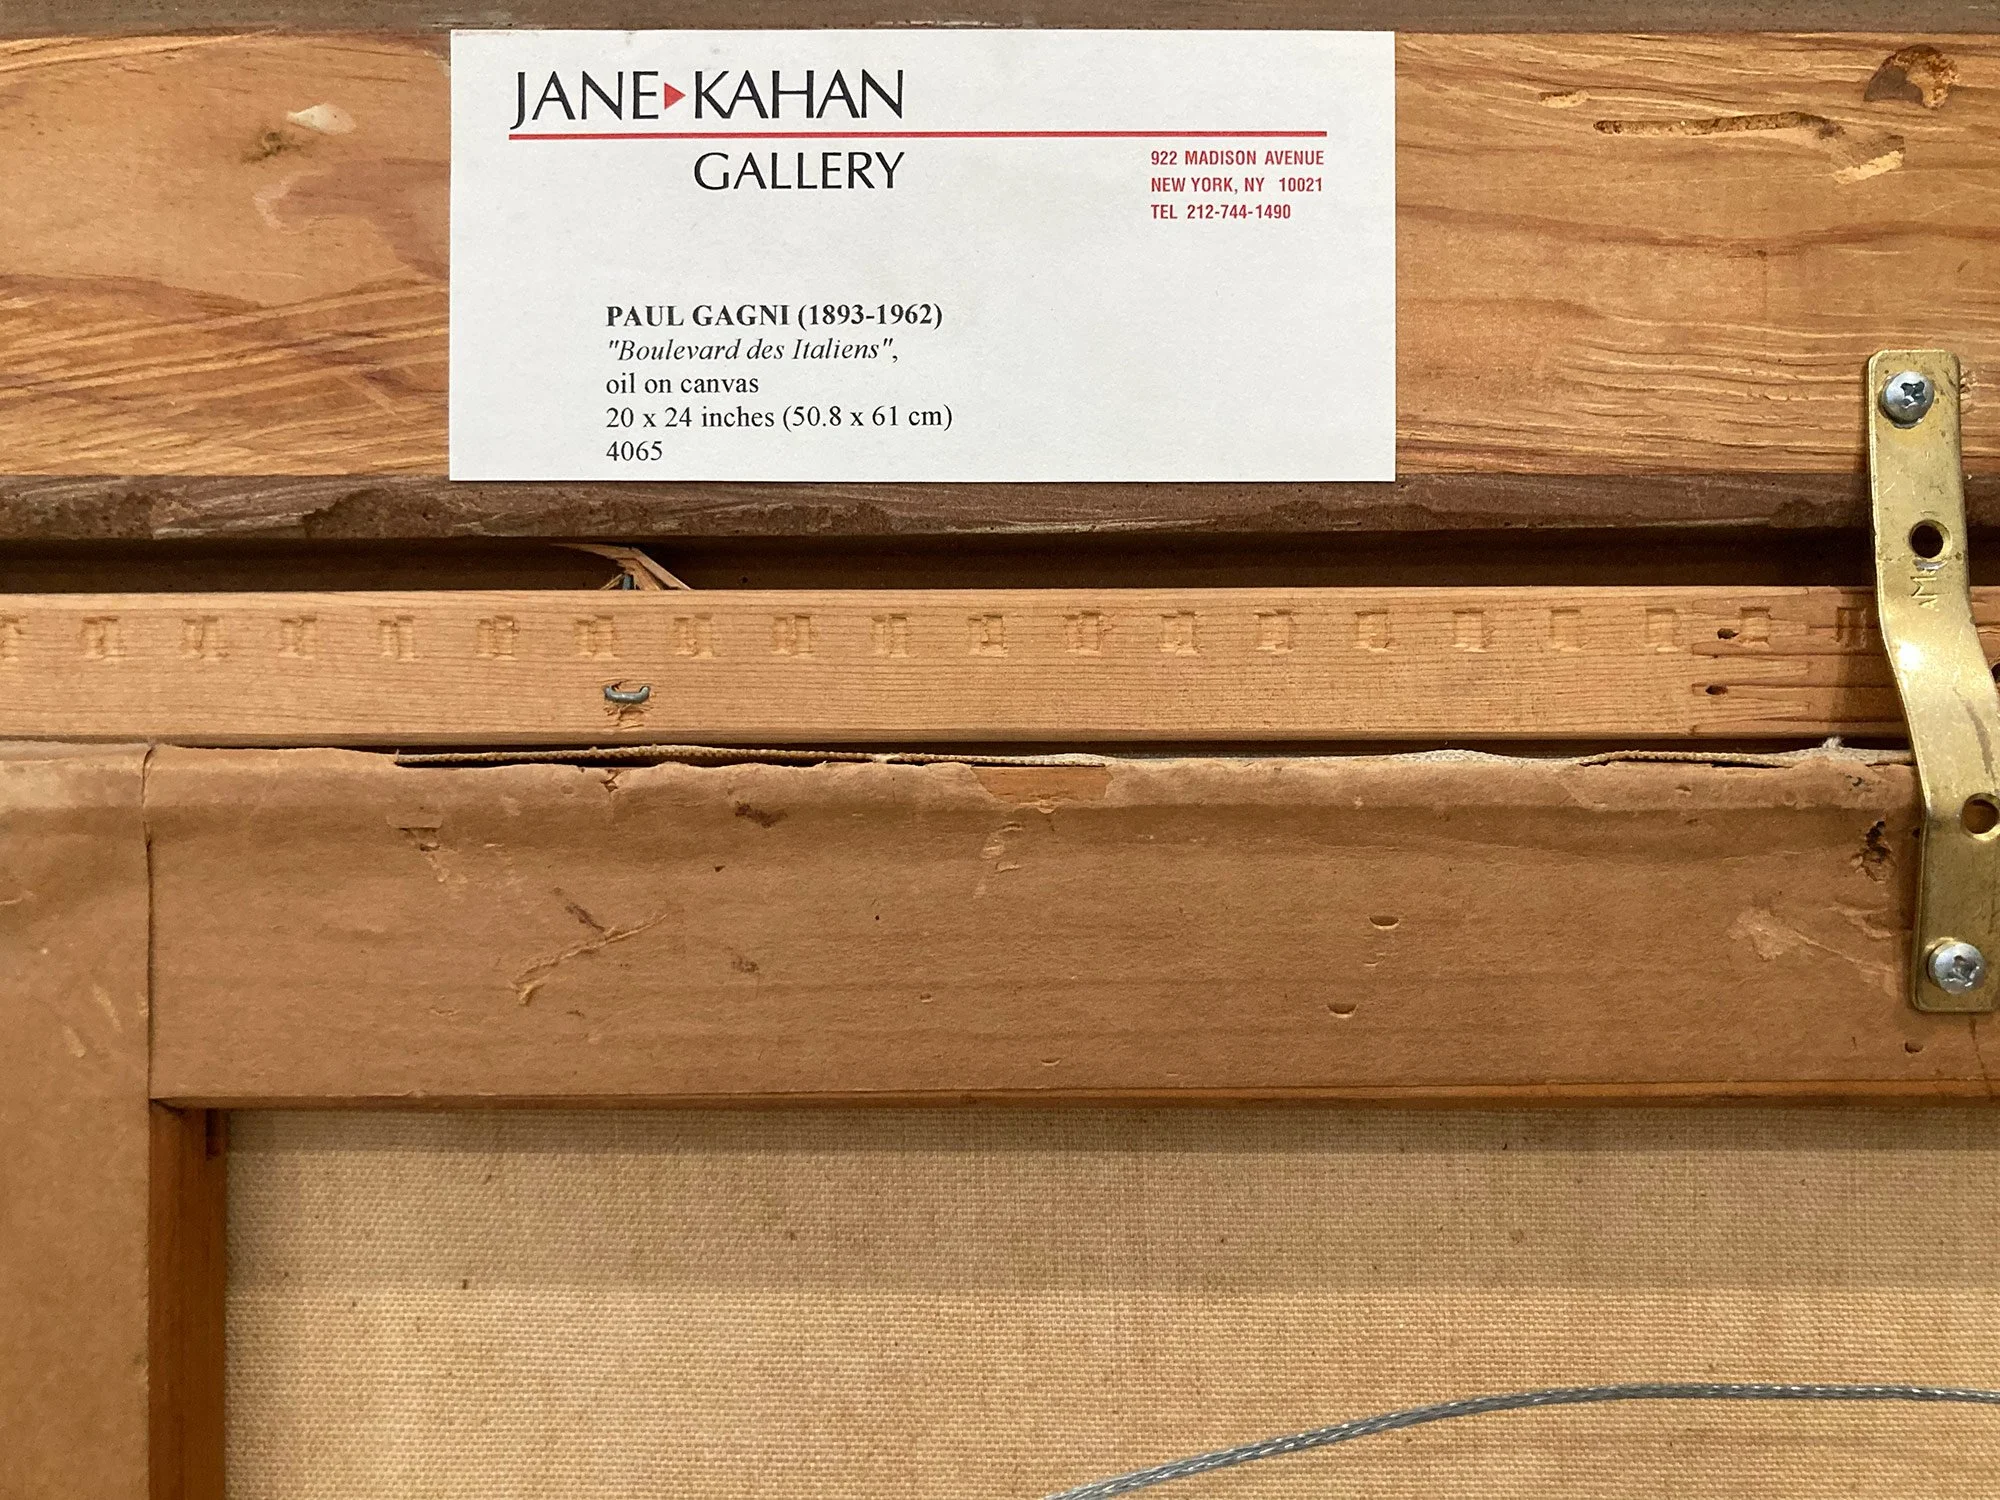 JANE KAHAN
GALLERY
922 MADISON AVENUE
NEW YORK, NY 10021
TEL 212-744-1490
PAUL GAGNI (1893-1962)
"Boulevard des Italiens",
oil on canvas
20 x 24 inches (50.8 x 61 cm)
4065